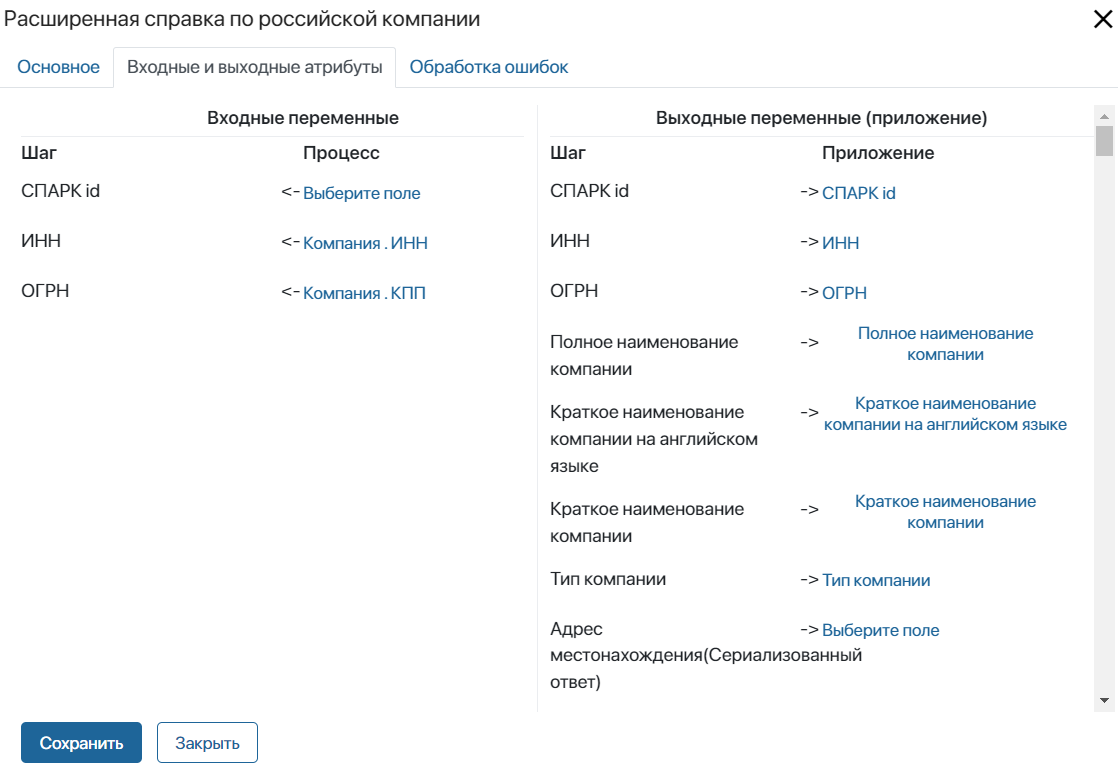 Расширенная справка по российской компании
Основное
Входные и выходные атрибуты
Обработка ошибок
Входные переменные
Шаг Процесс
СПАРК id <- Выберите поле
ИНН <- Компания . ИНН
ОГРН <- Компания . КПП
Выходные переменные (приложение)
Шаг Приложение
СПАРК id -> СПАРК id
ИНН -> ИНН
ОГРН -> ОГРН
Полное наименование
компании
->
Полное наименование
компании
Краткое наименование
компании на английском
языке
->
Краткое наименование
компании на английском языке
Краткое наименование
компании
->
Краткое наименование
компании
Тип компании -> Тип компании
Адрес
местонахождения(Сериализованный
ответ)
-> Выберите поле
Сохранить
Закрыть